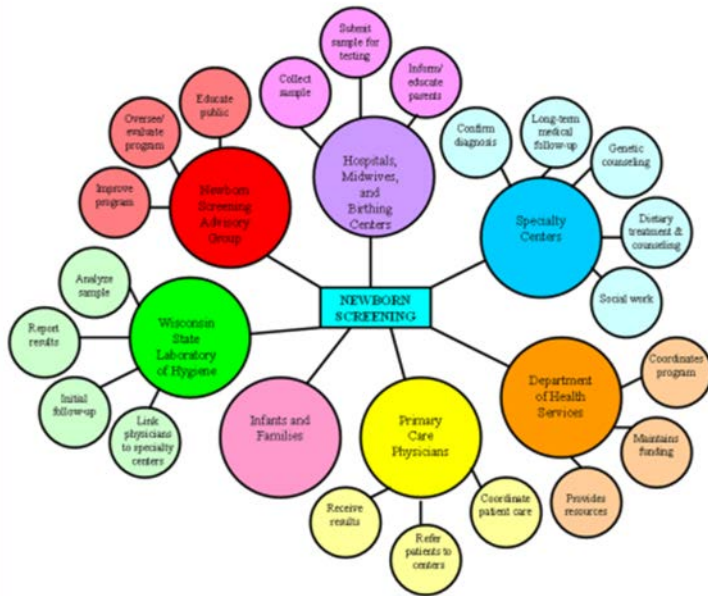 Submit
sample for
testing
Collect
sample
Inform/
educate
parents
Hospitals,
Midwives,
and
Birthing
Centers
Educate
public
Oversee/
evaluate
program
Improve
program
Newborn
Screening
Advisory
Group
Confirm
diagnosis
Long-term
medical
follow-up
Genetic
counseling
Dietary
treatment &
counseling
Social work
Specialty
Centers
NEWBORN
SCREENING
Analyze
sample
Report
results
Initial
follow-up
Link
physicians
to specialty
centers
Wisconsin
State
Laboratory
of Hygiene
Infants and
Families
Primary
Care
Physicians
Receive
results
Refer
patients to
centers
Coordinate
patient care
Department
of Health
Services
Coordinates
program
Maintains
funding
Provides
resources